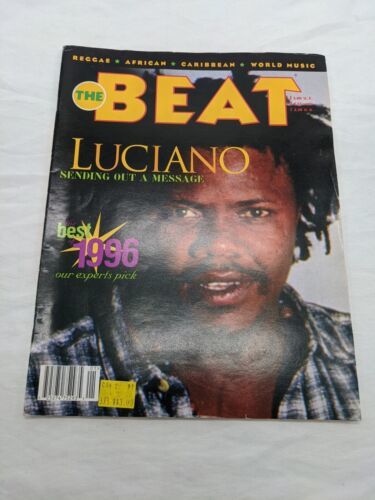 REGGAE • AFRICAN • CARIBBEAN • WORLD MUSIC
THE BEAT
LUCIANO
SENDING OUT A MESSAGE
best
1996
our experts pick